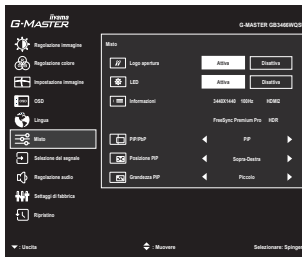 iiyama
G-MASTER
G-MASTER GB3466WQS
Regolazione immagine
Regolazione colore
Impostazione immagine
OSD
Lingua
Misto
Selezione del segnale
Regolazione audio
Settaggi di fabbrica
Ripristino
Misto
Logo apertura Attiva Disattiva
LED Attiva Disattiva
Informazioni 3440X1440 100Hz HDMI2
FreeSync Premium Pro HDR
PIP/PbP PIP
Posizione PIP Sopra-Destra
Grandezza PIP Piccolo
: Uscita
: Muovere
Selezionare: Spinger